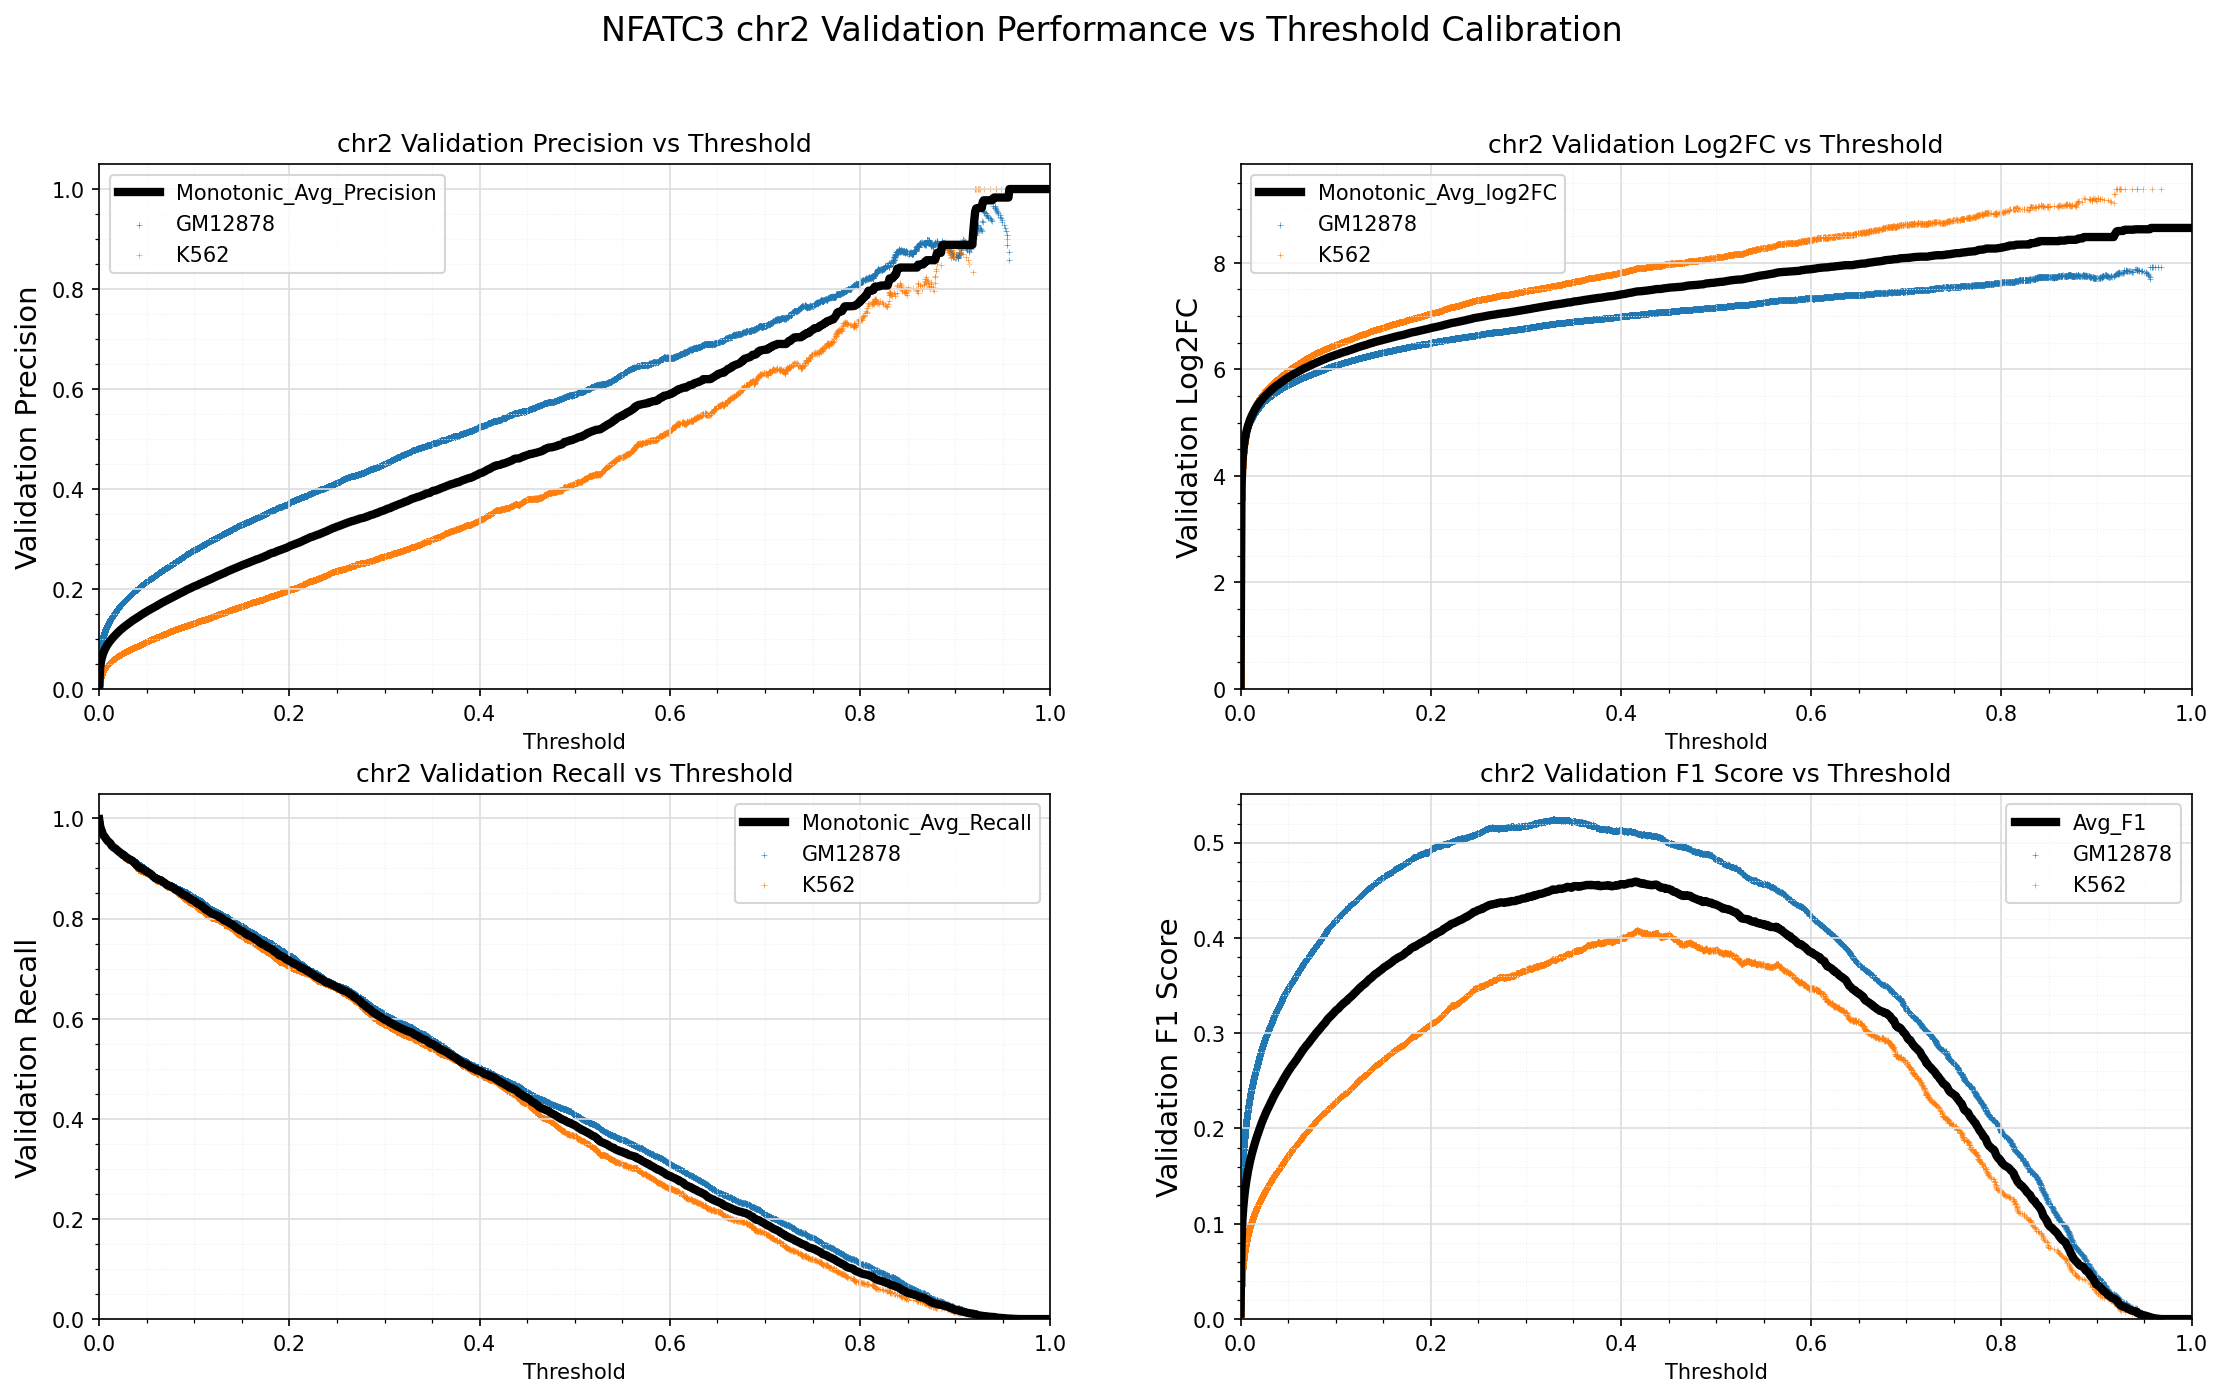 NFATC3 chr2 Validation Performance vs Threshold Calibration
chr2 Validation Precision vs Threshold
Validation Precision
1.0
0.8
0.6
0.4
0.2
0.0
Monotonic_Avg_Precision
GM12878
K562
0.0 0.2 0.4 0.6 0.8 1.0
Threshold
chr2 Validation Log2FC vs Threshold
Validation Log2FC
8
6
4
2
0
Monotonic_Avg_log2FC
GM12878
K562
0.0 0.2 0.4 0.6 0.8 1.0
Threshold
chr2 Validation Recall vs Threshold
Validation Recall
1.0
0.8
0.6
0.4
0.2
0.0
Monotonic_Avg_Recall
GM12878
K562
0.0 0.2 0.4 0.6 0.8 1.0
Threshold
chr2 Validation F1 Score vs Threshold
Validation F1 Score
0.5
0.4
0.3
0.2
0.1
0.0
Avg_F1
GM12878
K562
0.0 0.2 0.4 0.6 0.8 1.0
Threshold